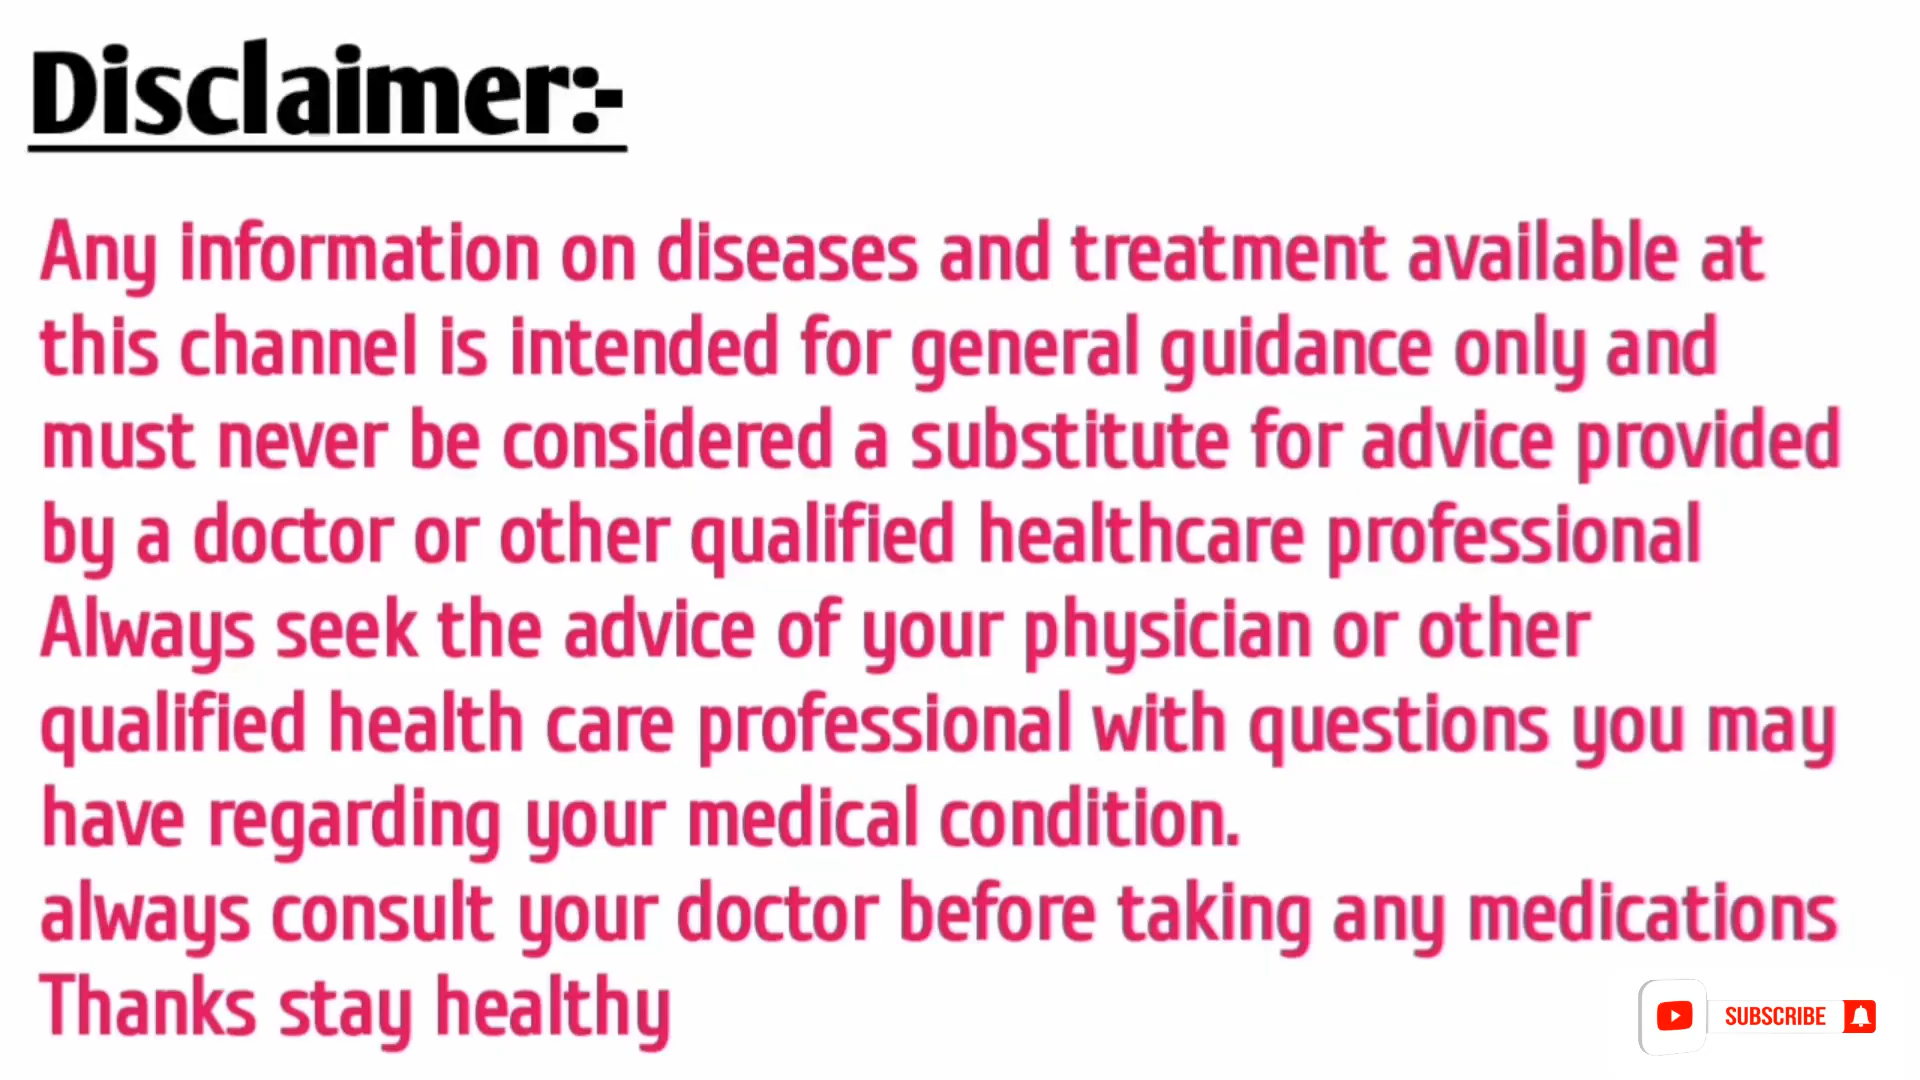 Disclaimer:-
Any information on diseases and treatment available at
this channel is intended for general guidance only and
must never be considered a substitute for advice provided
by a doctor or other qualified healthcare professional
Always seek the advice of your physician or other
qualified health care professional with questions you may
have regarding your medical condition.
always consult your doctor before taking any medications
Thanks stay healthy
SUBSCRIBE